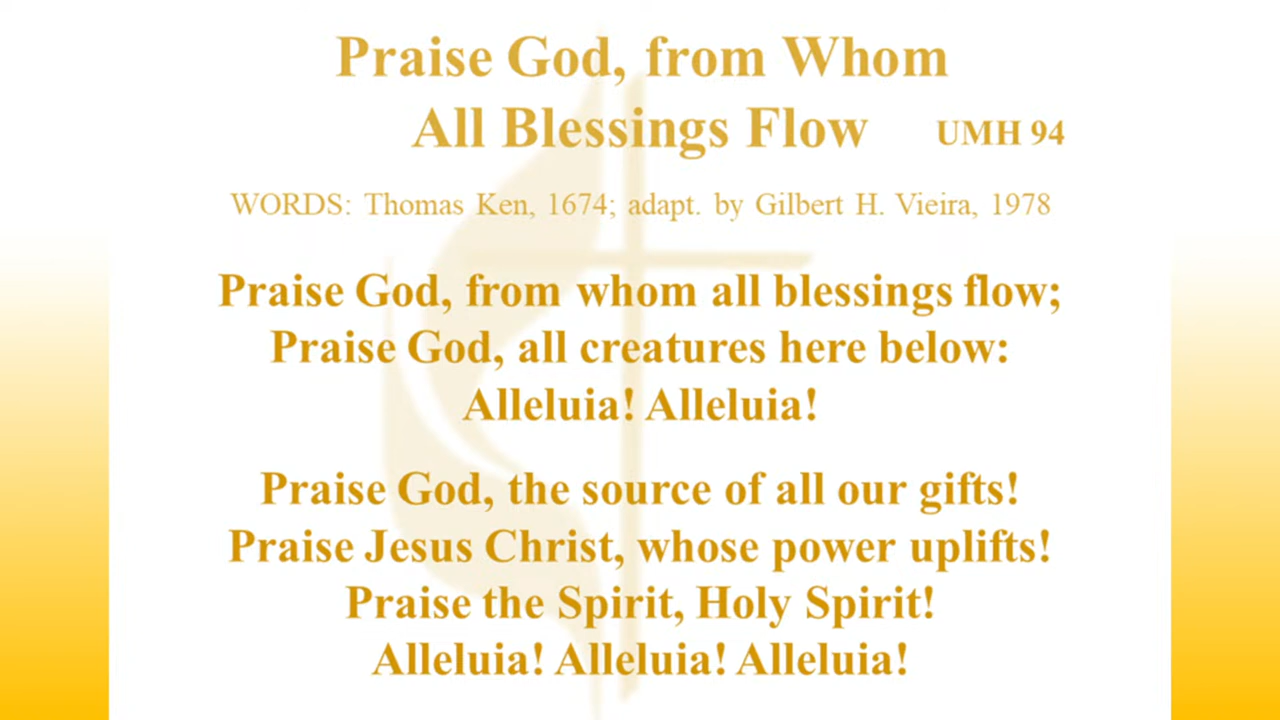 Praise God, from Whom
All Blessings Flow UMH 94
WORDS: Thomas Ken, 1674; adapt. by Gilbert H. Vieira, 1978
Praise God, from whom all blessings flow;
Praise God, all creatures here below:
Alleluia! Alleluia!
Praise God, the source of all our gifts!
Praise Jesus Christ, whose power uplifts!
Praise the Spirit, Holy Spirit!
Alleluia! Alleluia! Alleluia!